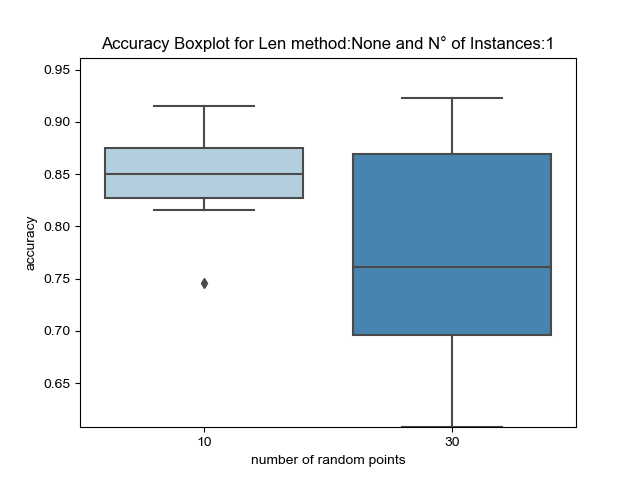 Accuracy Boxplot for Len method:None and N° of Instances:1
0.95
0.90
0.85
0.80
0.75
0.70
0.65
accuracy
10 30
number of random points